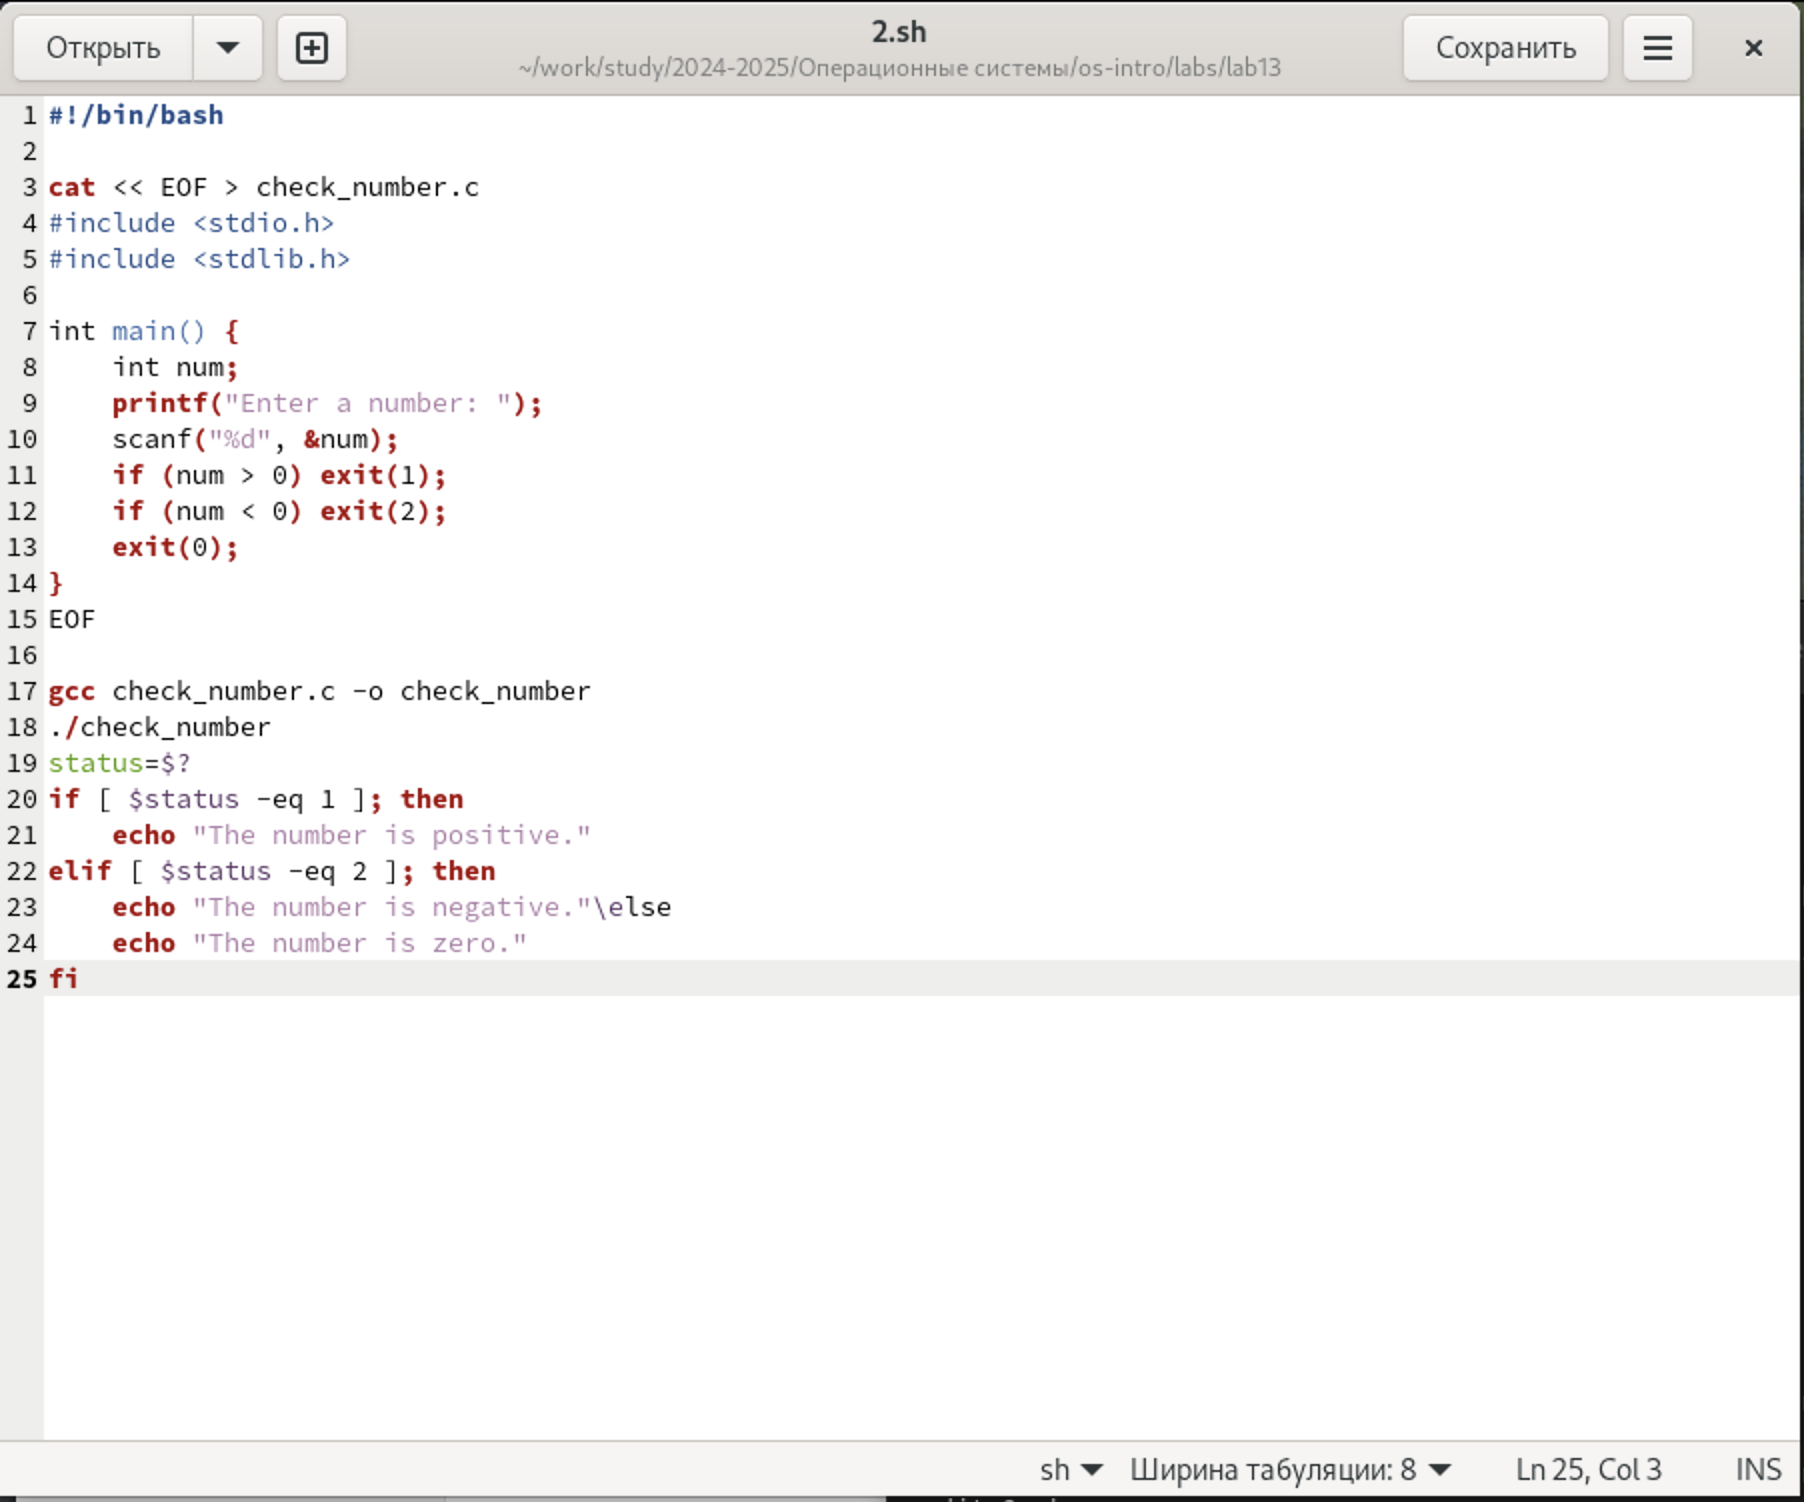 Открыть
2.sh
~/work/study/2024-2025/Операционные системы/os-intro/labs/lab13
Сохранить
1 #!/bin/bash
2
3 cat << EOF > check_number.c
4 #include <stdio.h>
5 #include <stdlib.h>
6
7 int main() {
8     int num;
9     printf("Enter a number: ");
10     scanf("%d", &num);
11     if (num > 0) exit(1);
12     if (num < 0) exit(2);
13     exit(0);
14 }
15 EOF
16
17 gcc check_number.c -o check_number
18 ./check_number
19 status=$?
20 if [ $status -eq 1 ]; then
21     echo "The number is positive."
22 elif [ $status -eq 2 ]; then
23     echo "The number is negative."\else
24     echo "The number is zero."
25 fi
sh Ширина табуляции: 8 Ln 25, Col 3 INS